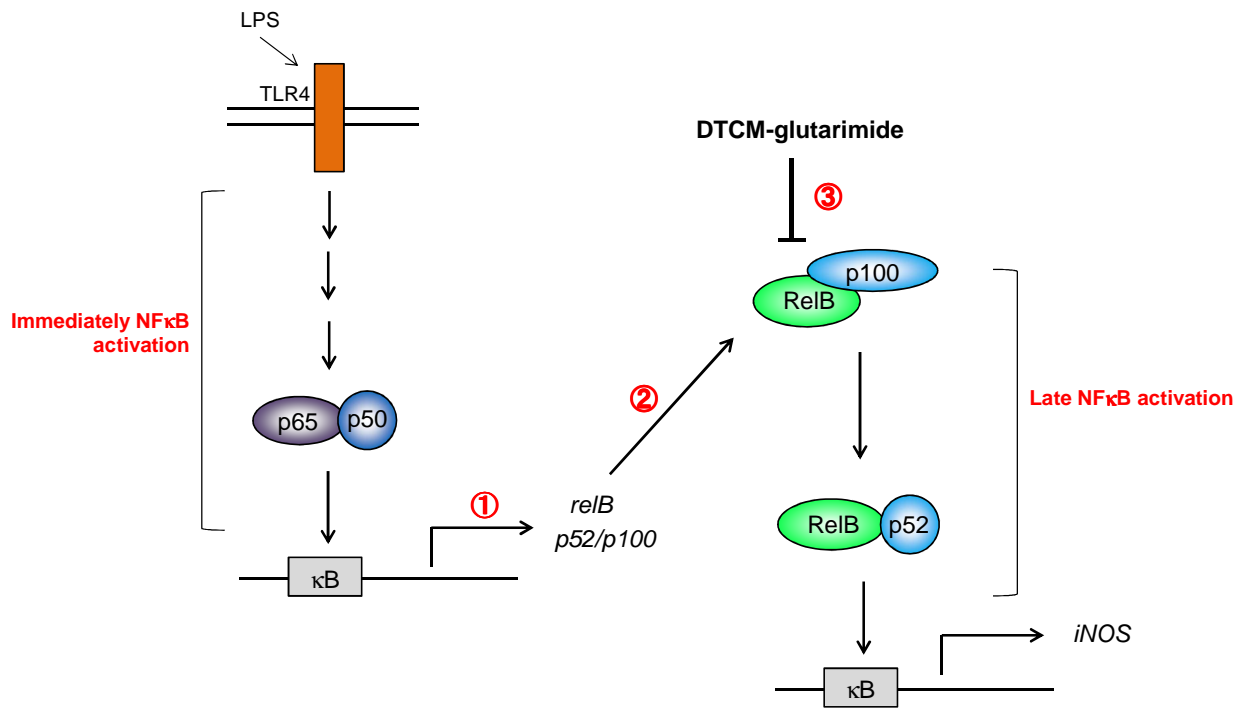 LPS
TLR4
Immediately NFκB
activation
p65
p50
κB
①
relB
p52/p100
②
DTCM-glutarimide
③
p100
RelB
Late NFκB activation
RelB
p52
κB
iNOS